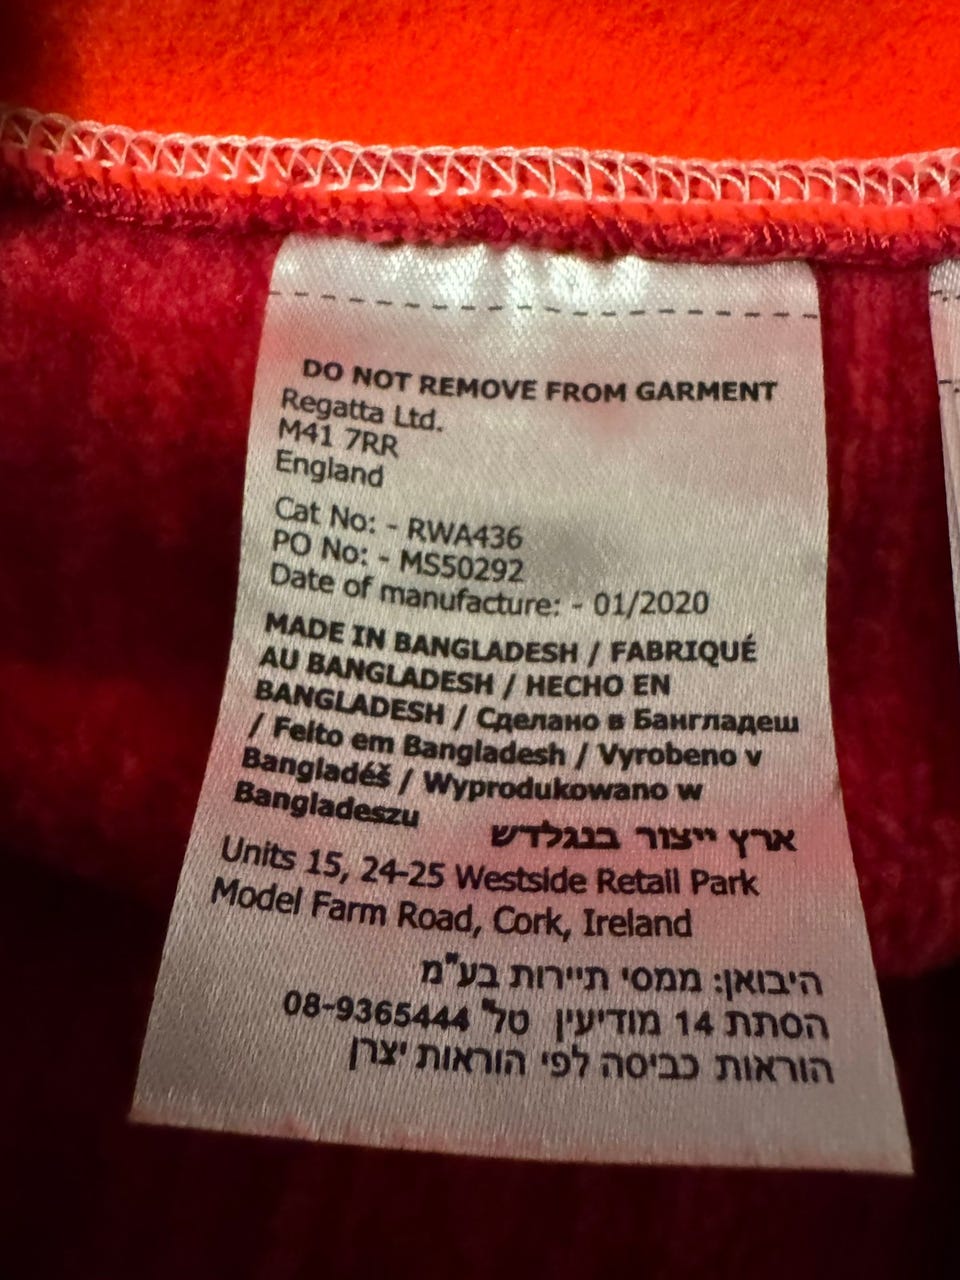 DO NOT REMOVE FROM GARMENT
Regatta Ltd.
M41 7RR
England
Cat No: - RWA436
PO No: - MS50292
Date of manufacture: - 01/2020
MADE IN BANGLADESH / FABRIQUÉ
AU BANGLADESH / HECHO EN
BANGLADESH / Сделано в Бангладеш
/ Feito em Bangladesh / Vyrobeno v
Bangladéš / Wyprodukowano w
Bangladeszu
ארץ ייצור בנגלדש
Units 15, 24-25 Westside Retail Park
Model Farm Road, Cork, Ireland
היבואן: ממסי תיירות בע"מ
הסתת 14 מודיעין טל' 08-9365444
הוראות כביסה לפי הוראות יצרן